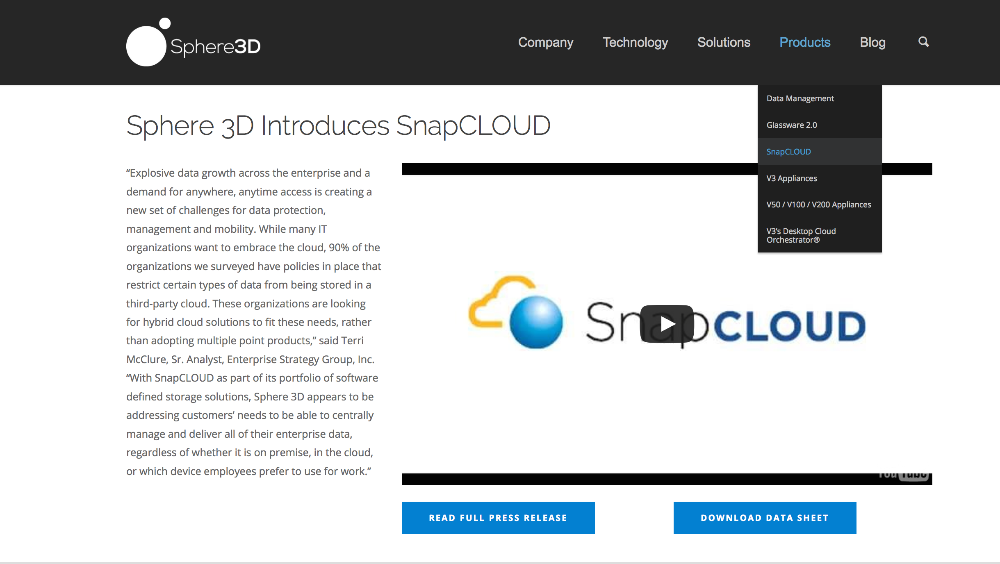 Sphere3D
Company
Technology
Solutions
Products
Blog
Data Management
Glassware 2.0
SnapCLOUD
V3 Appliances
V50 / V100 / V200 Appliances
V3’s Desktop Cloud
Orchestrator®
Sphere 3D Introduces SnapCLOUD
“Explosive data growth across the enterprise and a
demand for anywhere, anytime access is creating a
new set of challenges for data protection,
management and mobility. While many IT
organizations want to embrace the cloud, 90% of the
organizations we surveyed have policies in place that
restrict certain types of data from being stored in a
third-party cloud. These organizations are looking
for hybrid cloud solutions to fit these needs, rather
than adopting multiple point products,” said Terri
McClure, Sr. Analyst, Enterprise Strategy Group, Inc.
“With SnapCLOUD as part of its portfolio of software
defined storage solutions, Sphere 3D appears to be
addressing customers’ needs to be able to centrally
manage and deliver all of their enterprise data,
regardless of whether it is on premise, in the cloud,
or which device employees prefer to use for work.”
SnapCLOUD
YouTube
READ FULL PRESS RELEASE
DOWNLOAD DATA SHEET